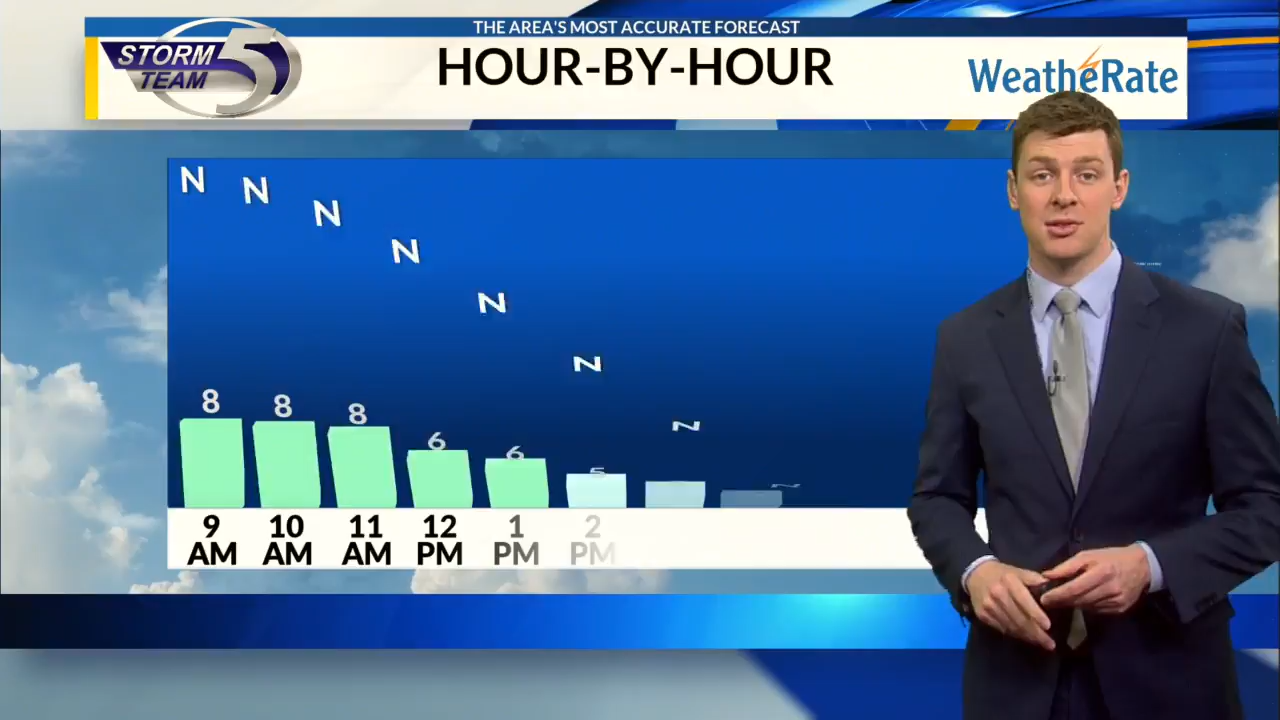 THE AREA'S MOST ACCURATE FORECAST
STORM TEAM 5
HOUR-BY-HOUR
WeatheRate
N N N N N N N N
8 8 8 6 6 5
9 AM 10 AM 11 AM 12 PM 1 PM 2 PM